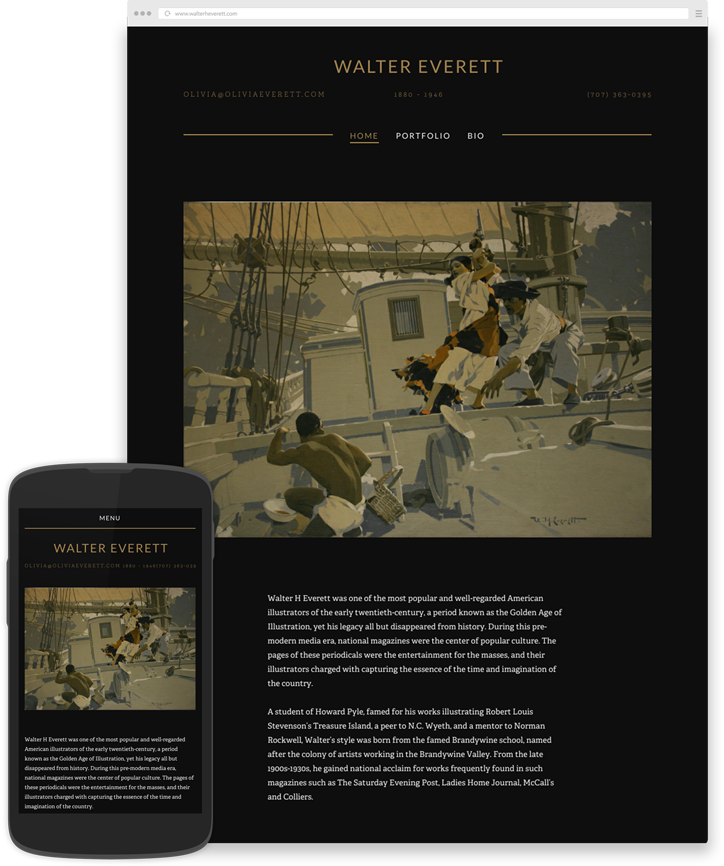 www.walterheverett.com
WALTER EVERETT
OLIVIA@OLIVIAEVERETT.COM 1880 - 1946 (707) 363-0395
HOME PORTFOLIO BIO
Walter H Everett was one of the most popular and well-regarded American
illustrators of the early twentieth-century, a period known as the Golden Age of
Illustration, yet his legacy all but disappeared from history. During this pre-
modern media era, national magazines were the center of popular culture. The
pages of these periodicals were the entertainment for the masses, and their
illustrators charged with capturing the essence of the time and imagination of
the country.
A student of Howard Pyle, famed for his works illustrating Robert Louis
Stevenson's Treasure Island, a peer to N.C. Wyeth, and a mentor to Norman
Rockwell, Walter's style was born from the famed Brandywine school, named
after the colony of artists working in the Brandywine Valley. From the late
1900s-1930s, he gained national acclaim for works frequently found in such
magazines such as The Saturday Evening Post, Ladies Home Journal, McCall's
and Colliers.
MENU
WALTER EVERETT
OLIVIA@OLIVIAEVERETT.COM 1880 - 1946(707) 363-039
Walter H Everett was one of the most popular and well-regarded
American illustrators of the early twentieth-century, a period
known as the Golden Age of Illustration, yet his legacy all but
disappeared from history. During this pre-modern media era,
national magazines were the center of popular culture. The pages of
these periodicals were the entertainment for the masses, and their
illustrators charged with capturing the essence of the time and
imagination of the country.